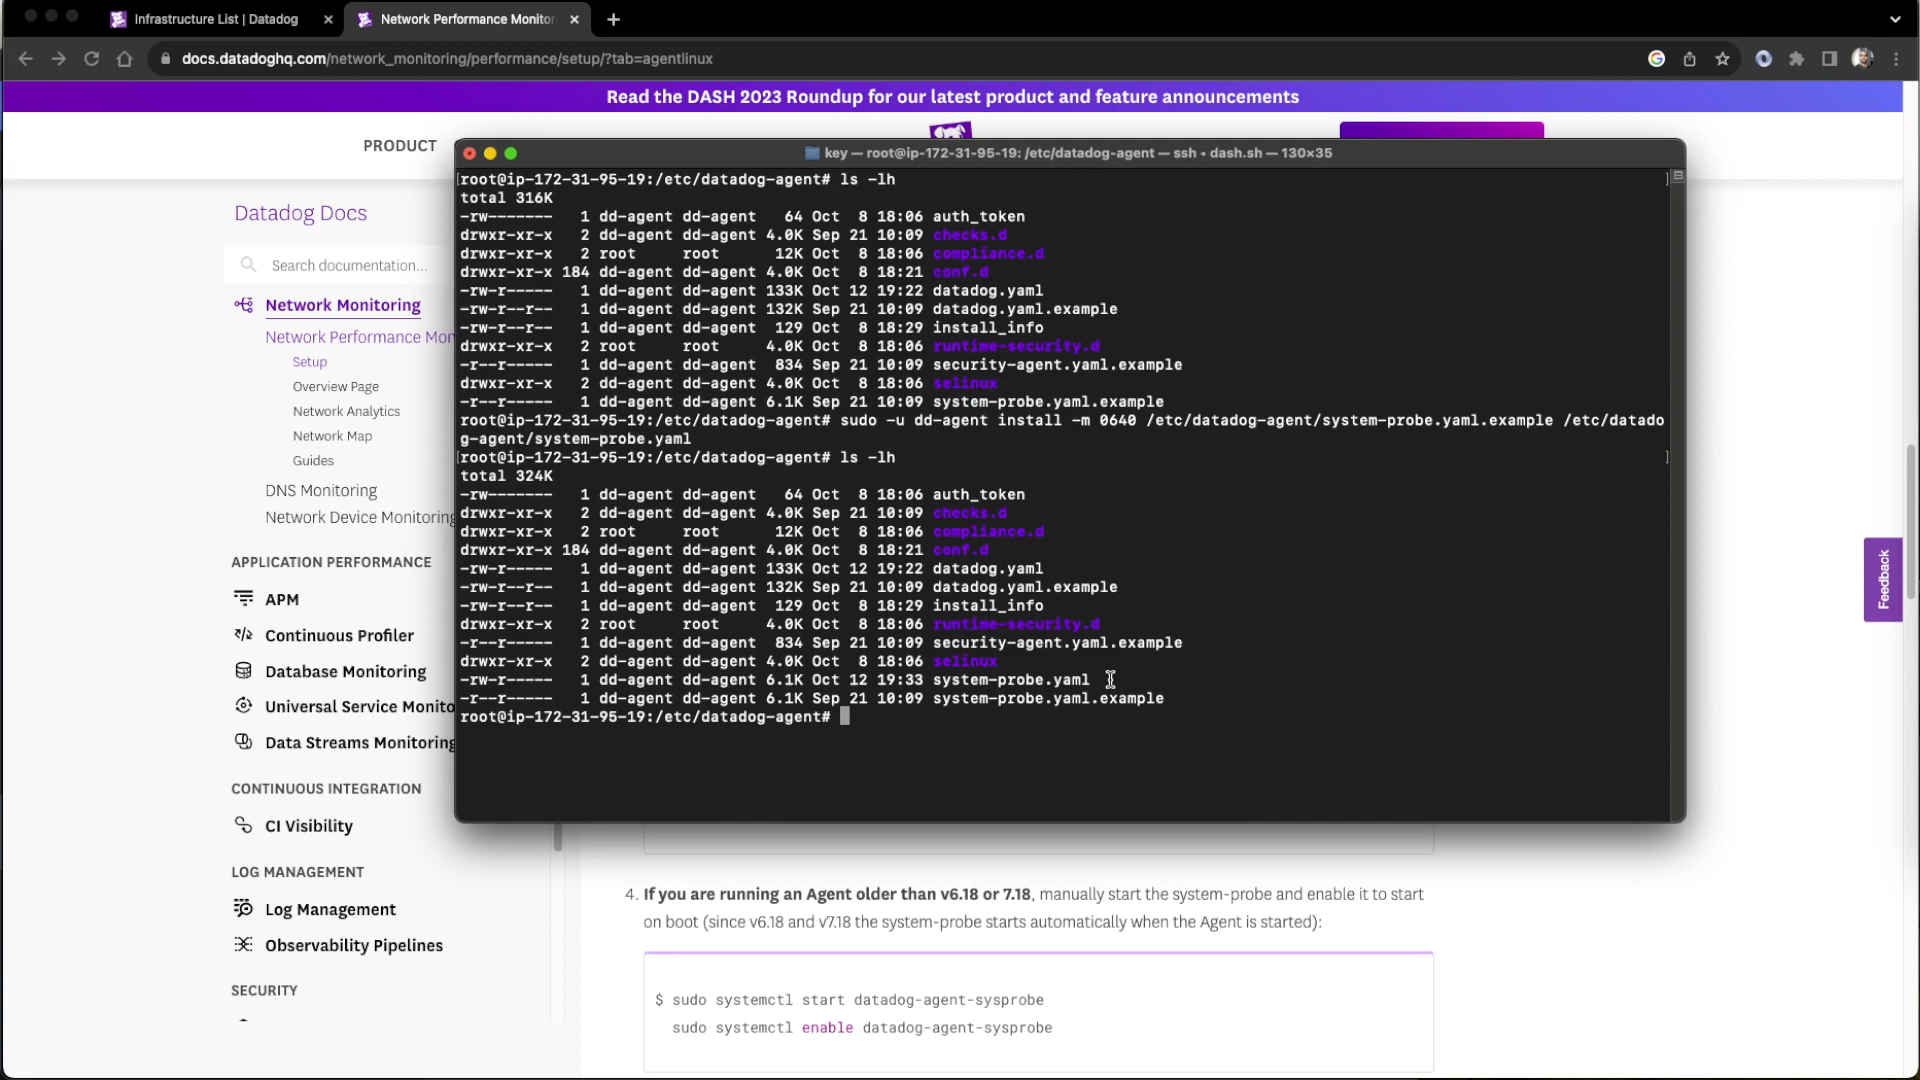 Infrastructure List | Datadog
Network Performance Monitor
docs.datadoghq.com/network_monitoring/performance/setup/?tab=agentlinux
Read the DASH 2023 Roundup for our latest product and feature announcements
PRODUCT
Datadog Docs
Search documentation...
Network Monitoring
Network Performance Mon
Setup
Overview Page
Network Analytics
Network Map
Guides
DNS Monitoring
Network Device Monitoring
APPLICATION PERFORMANCE
APM
Continuous Profiler
Database Monitoring
Universal Service Monito
Data Streams Monitoring
CONTINUOUS INTEGRATION
CI Visibility
LOG MANAGEMENT
Log Management
Observability Pipelines
SECURITY
key — root@ip-172-31-95-19: /etc/datadog-agent — ssh ◂ dash.sh — 130×35
[root@ip-172-31-95-19:/etc/datadog-agent# ls -lh ]
total 316K
-rw------- 1 dd-agent dd-agent 64 Oct 8 18:06 auth_token
drwxr-xr-x 2 dd-agent dd-agent 4.0K Sep 21 10:09 checks.d
drwxr-xr-x 2 root root 12K Oct 8 18:06 compliance.d
drwxr-xr-x 184 dd-agent dd-agent 4.0K Oct 8 18:21 conf.d
-rw-r----- 1 dd-agent dd-agent 133K Oct 12 19:22 datadog.yaml
-rw-r--r-- 1 dd-agent dd-agent 132K Sep 21 10:09 datadog.yaml.example
-rw-r--r-- 1 dd-agent dd-agent 129 Oct 8 18:29 install_info
drwxr-xr-x 2 root root 4.0K Oct 8 18:06 runtime-security.d
-r--r----- 1 dd-agent dd-agent 834 Sep 21 10:09 security-agent.yaml.example
drwxr-xr-x 2 dd-agent dd-agent 4.0K Oct 8 18:06 selinux
-r--r----- 1 dd-agent dd-agent 6.1K Sep 21 10:09 system-probe.yaml.example
root@ip-172-31-95-19:/etc/datadog-agent# sudo -u dd-agent install -m 0640 /etc/datadog-agent/system-probe.yaml.example /etc/datado
g-agent/system-probe.yaml
[root@ip-172-31-95-19:/etc/datadog-agent# ls -lh ]
total 324K
-rw------- 1 dd-agent dd-agent 64 Oct 8 18:06 auth_token
drwxr-xr-x 2 dd-agent dd-agent 4.0K Sep 21 10:09 checks.d
drwxr-xr-x 2 root root 12K Oct 8 18:06 compliance.d
drwxr-xr-x 184 dd-agent dd-agent 4.0K Oct 8 18:21 conf.d
-rw-r----- 1 dd-agent dd-agent 133K Oct 12 19:22 datadog.yaml
-rw-r--r-- 1 dd-agent dd-agent 132K Sep 21 10:09 datadog.yaml.example
-rw-r--r-- 1 dd-agent dd-agent 129 Oct 8 18:29 install_info
drwxr-xr-x 2 root root 4.0K Oct 8 18:06 runtime-security.d
-r--r----- 1 dd-agent dd-agent 834 Sep 21 10:09 security-agent.yaml.example
drwxr-xr-x 2 dd-agent dd-agent 4.0K Oct 8 18:06 selinux
-rw-r----- 1 dd-agent dd-agent 6.1K Oct 12 19:33 system-probe.yaml
-r--r----- 1 dd-agent dd-agent 6.1K Sep 21 10:09 system-probe.yaml.example
root@ip-172-31-95-19:/etc/datadog-agent#
Feedback
4. If you are running an Agent older than v6.18 or 7.18, manually start the system-probe and enable it to start
on boot (since v6.18 and v7.18 the system-probe starts automatically when the Agent is started):
$ sudo systemctl start datadog-agent-sysprobe
sudo systemctl enable datadog-agent-sysprobe